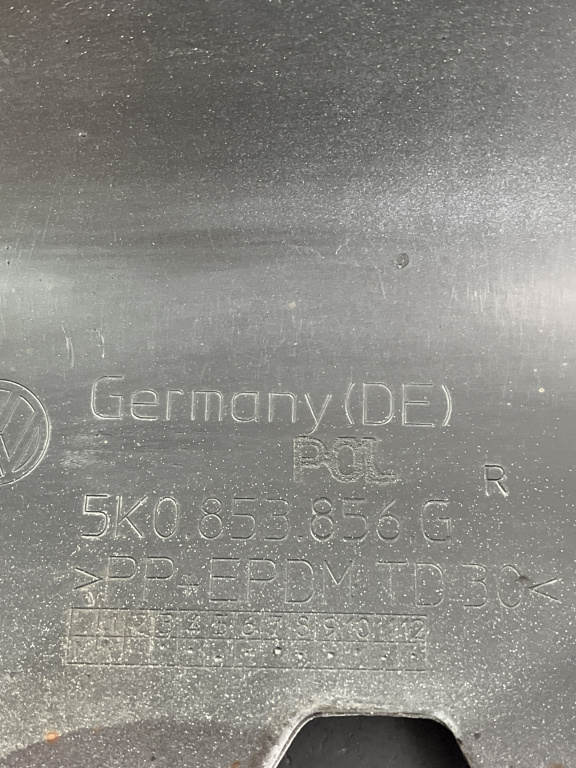 Germany (DE)
POL
R
5K0.853.856.G
>PP-EPDM TD 30<
1 2 3 4 5 6 7 8 9 10 11 12